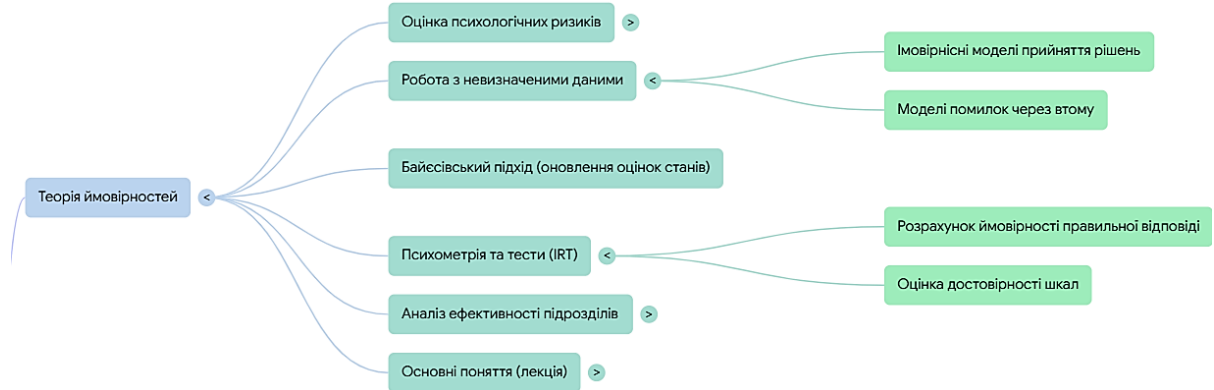 Теорія ймовірностей
Оцінка психологічних ризиків
Робота з невизначеними даними
Імовірнісні моделі прийняття рішень
Моделі помилок через втому
Байєсівський підхід (оновлення оцінок станів)
Психометрія та тести (IRT)
Розрахунок ймовірності правильної відповіді
Оцінка достовірності шкал
Аналіз ефективності підрозділів
Основні поняття (лекція)